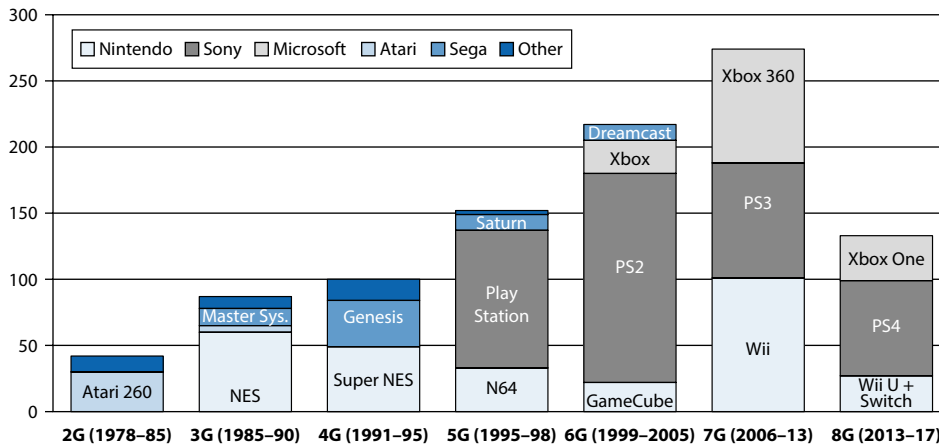 300
250
200
150
100
50
0
Nintendo Sony Microsoft Atari Sega Other
Atari 260
Master Sys.
NES
Genesis
Super NES
Saturn
Play
Station
N64
Dreamcast
Xbox
PS2
GameCube
Xbox 360
PS3
Wii
Xbox One
PS4
Wii U +
Switch
2G (1978–85) 3G (1985–90) 4G (1991–95) 5G (1995–98) 6G (1999–2005) 7G (2006–13) 8G (2013–17)